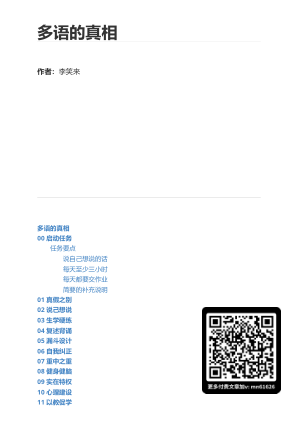 多语的真相
作者：李笑来
多语的真相
00 启动任务
任务要点
说自己想说的话
每天至少三小时
每天都要交作业
简要的补充说明
01 真假之别
02 说己想说
03 生学硬练
04 复述背诵
05 漏斗设计
06 自我纠正
07 重中之重
08 健身健脑
09 实在特权
10 心理建设
11 以教促学
更多付费文章加v: mn61626